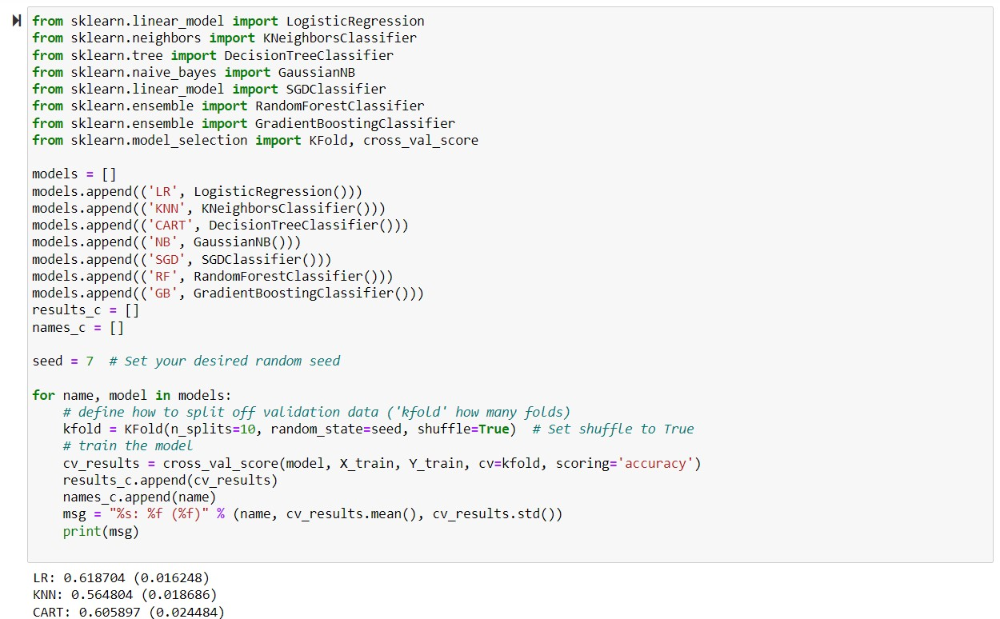 from sklearn.linear_model import LogisticRegression
from sklearn.neighbors import KNeighborsClassifier
from sklearn.tree import DecisionTreeClassifier
from sklearn.naive_bayes import GaussianNB
from sklearn.linear_model import SGDClassifier
from sklearn.ensemble import RandomForestClassifier
from sklearn.ensemble import GradientBoostingClassifier
from sklearn.model_selection import KFold, cross_val_score

models = []
models.append(('LR', LogisticRegression()))
models.append(('KNN', KNeighborsClassifier()))
models.append(('CART', DecisionTreeClassifier()))
models.append(('NB', GaussianNB()))
models.append(('SGD', SGDClassifier()))
models.append(('RF', RandomForestClassifier()))
models.append(('GB', GradientBoostingClassifier()))
results_c = []
names_c = []

seed = 7  # Set your desired random seed

for name, model in models:
    # define how to split off validation data ('kfold' how many folds)
    kfold = KFold(n_splits=10, random_state=seed, shuffle=True)  # Set shuffle to True
    # train the model
    cv_results = cross_val_score(model, X_train, Y_train, cv=kfold, scoring='accuracy')
    results_c.append(cv_results)
    names_c.append(name)
    msg = "%s: %f (%f)" % (name, cv_results.mean(), cv_results.std())
    print(msg)

LR: 0.618704 (0.016248)
KNN: 0.564804 (0.018686)
CART: 0.605897 (0.024484)